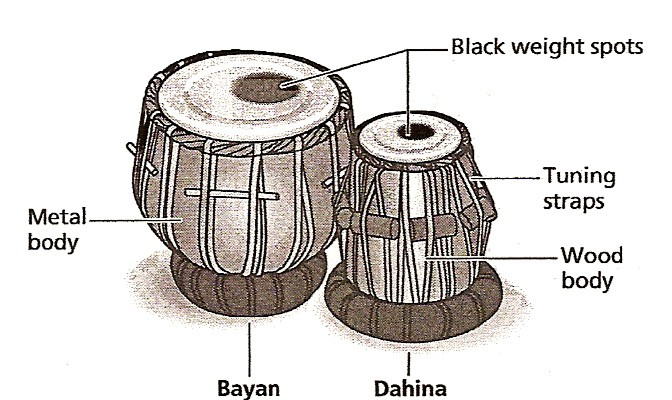 Black weight spots
Tuning
straps
Metal
body
Wood
body
Bayan
Dahina